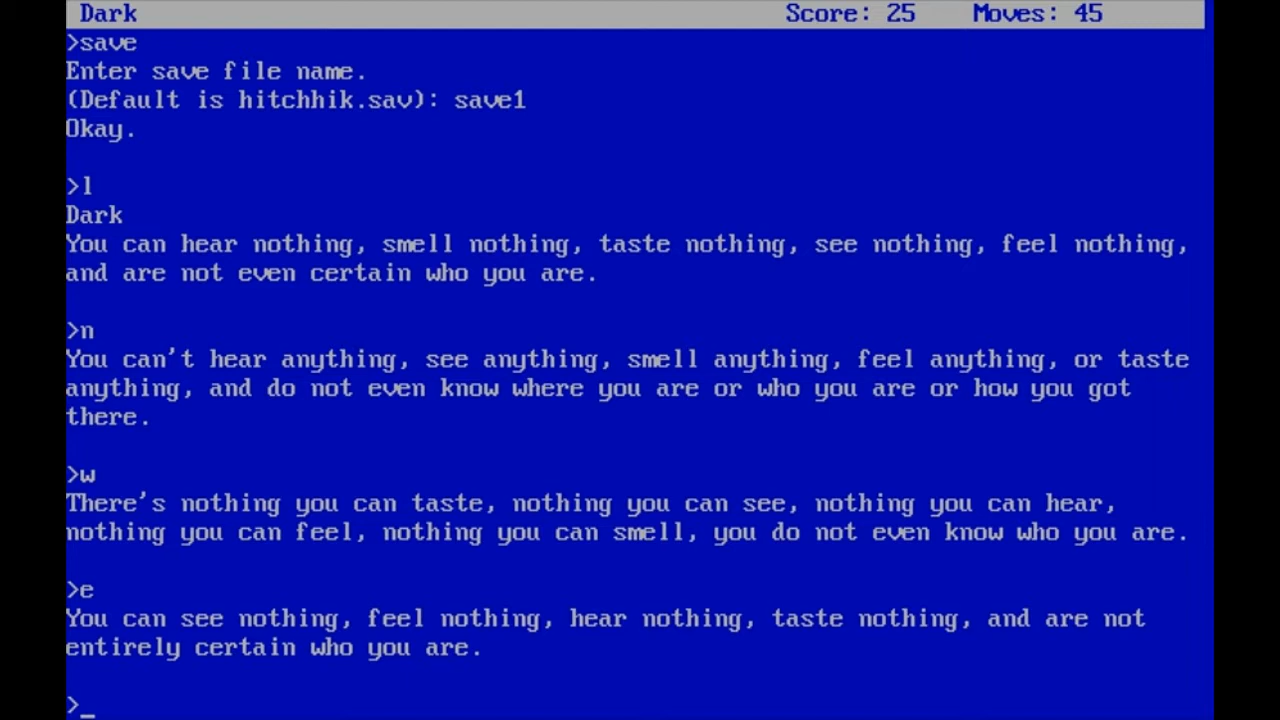 Dark Score: 25 Moves: 45
>save
Enter save file name.
(Default is hitchhik.sav): save1
Okay.
>l
Dark
You can hear nothing, smell nothing, taste nothing, see nothing, feel nothing,
and are not even certain who you are.
>n
You can't hear anything, see anything, smell anything, feel anything, or taste
anything, and do not even know where you are or who you are or how you got
there.
>w
There's nothing you can taste, nothing you can see, nothing you can hear,
nothing you can feel, nothing you can smell, you do not even know who you are.
>e
You can see nothing, feel nothing, hear nothing, taste nothing, and are not
entirely certain who you are.
>_